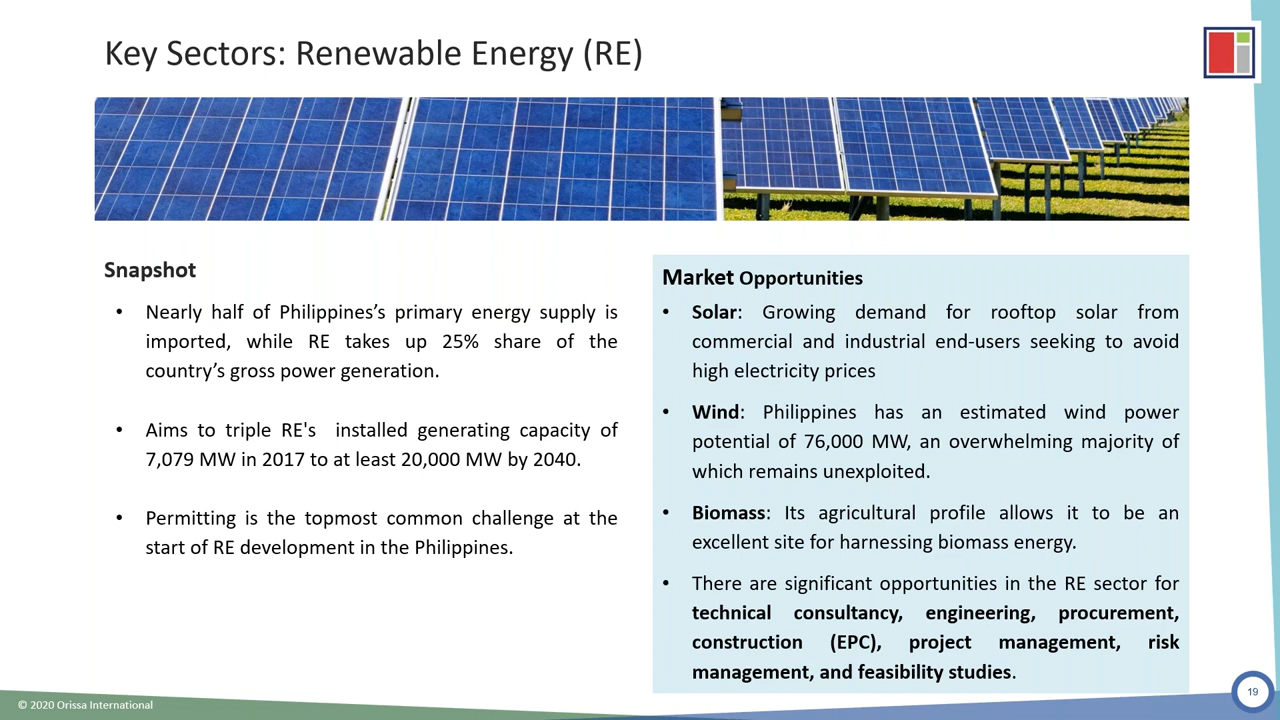 Key Sectors: Renewable Energy (RE)
Snapshot
• Nearly half of Philippines’s primary energy supply is
imported, while RE takes up 25% share of the
country’s gross power generation.
• Aims to triple RE's installed generating capacity of
7,079 MW in 2017 to at least 20,000 MW by 2040.
• Permitting is the topmost common challenge at the
start of RE development in the Philippines.
Market Opportunities
• Solar: Growing demand for rooftop solar from
commercial and industrial end-users seeking to avoid
high electricity prices
• Wind: Philippines has an estimated wind power
potential of 76,000 MW, an overwhelming majority of
which remains unexploited.
• Biomass: Its agricultural profile allows it to be an
excellent site for harnessing biomass energy.
• There are significant opportunities in the RE sector for
technical consultancy, engineering, procurement,
construction (EPC), project management, risk
management, and feasibility studies.
© 2020 Orissa International
19